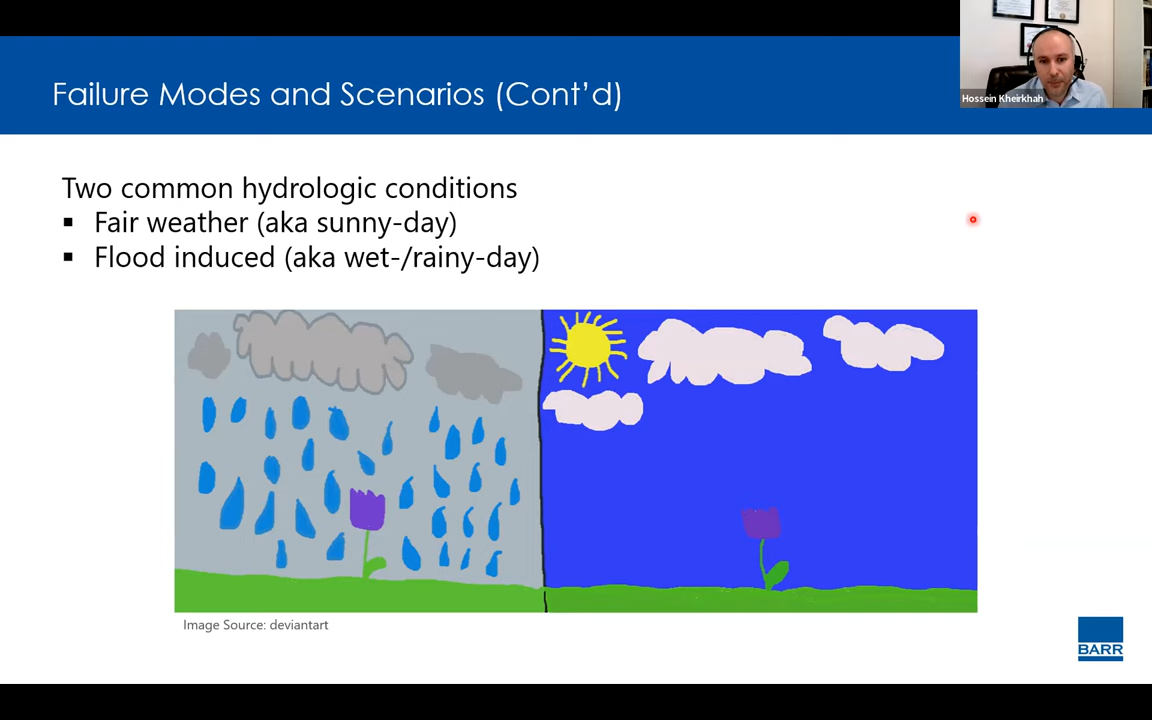 Failure Modes and Scenarios (Cont'd)
Hossein Kheirkhah
Two common hydrologic conditions
▪ Fair weather (aka sunny-day)
▪ Flood induced (aka wet-/rainy-day)
Image Source: deviantart
BARR